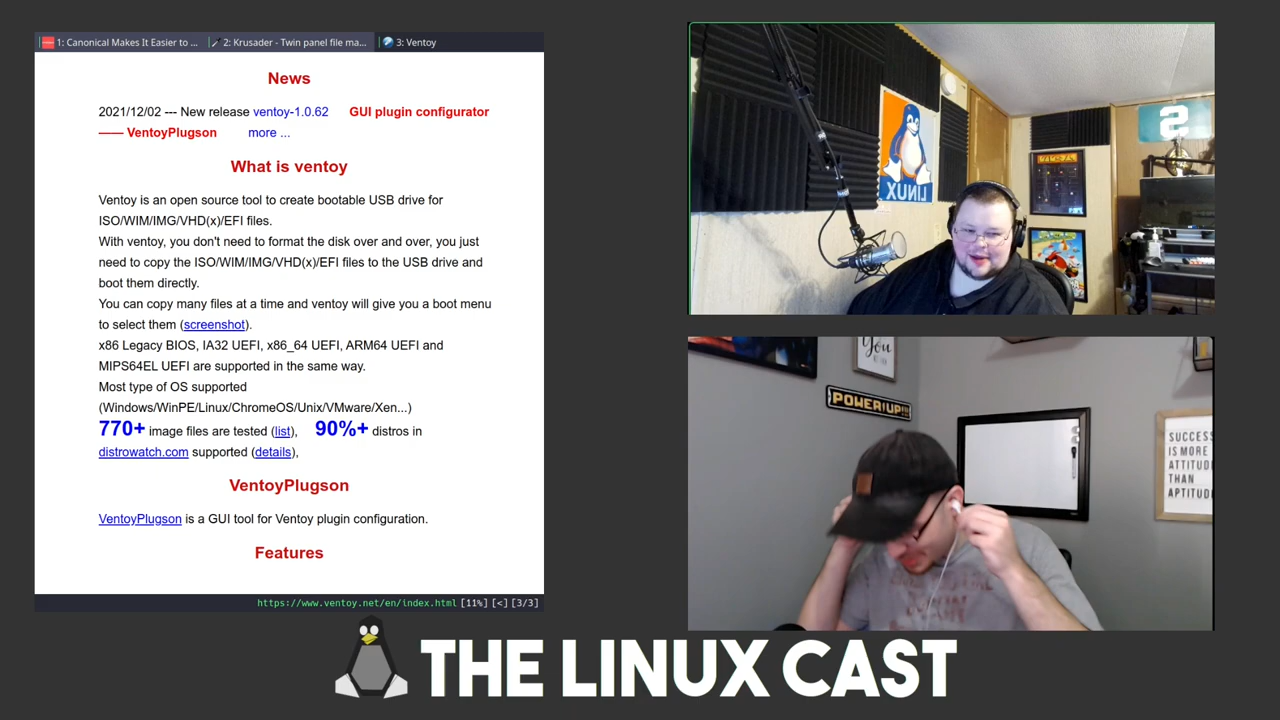 1: Canonical Makes It Easier to ...
2: Krusader - Twin panel file ma...
3: Ventoy
News
2021/12/02 --- New release ventoy-1.0.62 GUI plugin configurator
—— VentoyPlugson more ...
What is ventoy
Ventoy is an open source tool to create bootable USB drive for
ISO/WIM/IMG/VHD(x)/EFI files.
With ventoy, you don't need to format the disk over and over, you just
need to copy the ISO/WIM/IMG/VHD(x)/EFI files to the USB drive and
boot them directly.
You can copy many files at a time and ventoy will give you a boot menu
to select them (screenshot).
x86 Legacy BIOS, IA32 UEFI, x86_64 UEFI, ARM64 UEFI and
MIPS64EL UEFI are supported in the same way.
Most type of OS supported
(Windows/WinPE/Linux/ChromeOS/Unix/VMware/Xen...)
770+ image files are tested (list), 90%+ distros in
distrowatch.com supported (details),
VentoyPlugson
VentoyPlugson is a GUI tool for Ventoy plugin configuration.
Features
https://www.ventoy.net/en/index.html [11%] [<] [3/3]
LINUX
You
POWER!UP
SUCCESS
IS MORE
ATTITUD
THAN
APTITUD
THE LINUX CAST